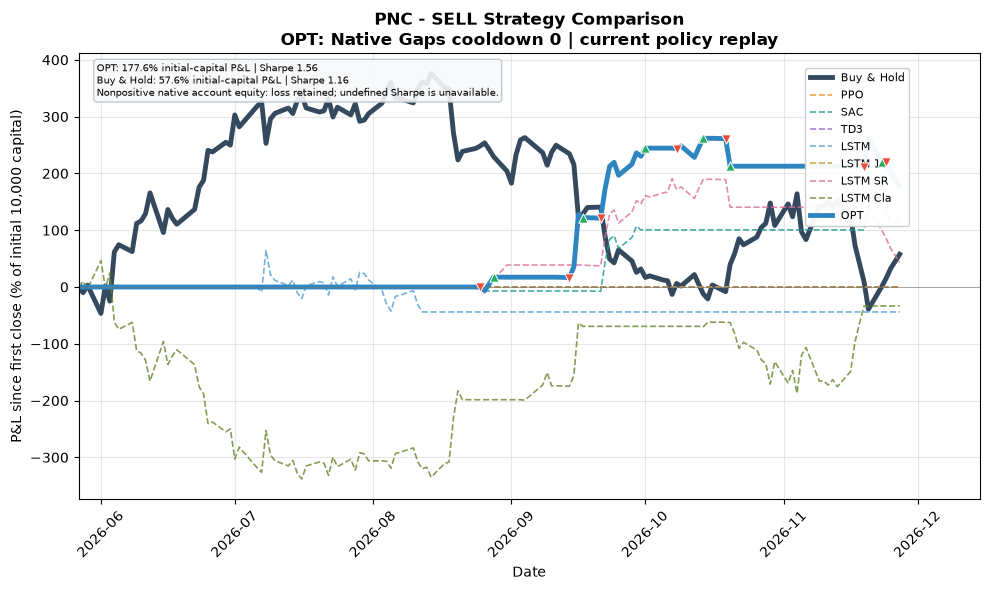 PNC - SELL Strategy Comparison
OPT: Native Gaps cooldown 0 | current policy replay
OPT: 177.6% initial-capital P&L | Sharpe 1.56
Buy & Hold: 57.6% initial-capital P&L | Sharpe 1.16
Nonpositive native account equity: loss retained; undefined Sharpe is unavailable.
Buy & Hold
PPO
SAC
TD3
LSTM
LSTM
LSTM SR
LSTM Cla
OPT
P&L since first close (% of initial 10,000 capital)
400
300
200
100
0
−100
−200
−300
2026-06
2026-07
2026-08
2026-09
2026-10
2026-11
2026-12
Date